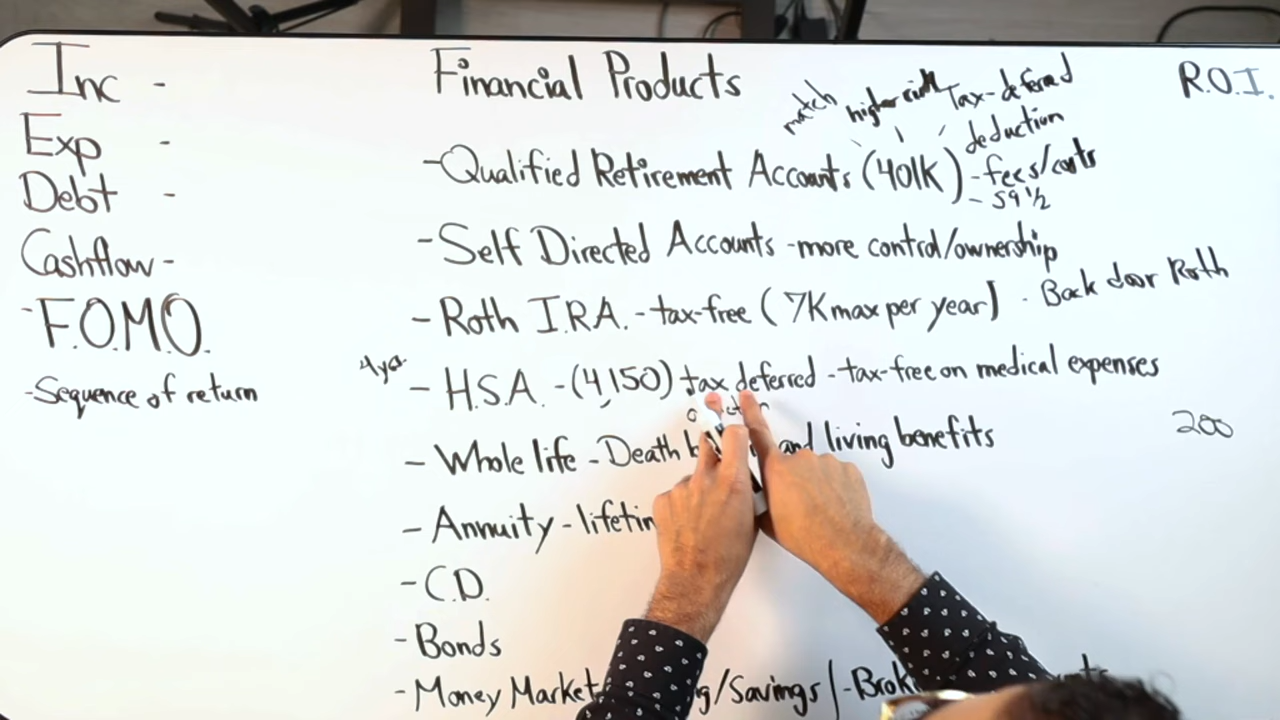 Inc -
Exp -
Debt -
Cashflow -
- F.O.M.O.
- Sequence of return
Financial Products
match higher risk Tax-deferred
deduction
- Qualified Retirement Accounts (401K) - fees/costs
- 59 1/2
- Self Directed Accounts - more control/ownership
- Roth I.R.A. - tax-free (7K max per year) - Back door Roth
- H.S.A. - (4,150) tax deferred - tax-free on medical expenses
- Whole life - Death and living benefits
- Annuity
- C.D.
- Bonds
- Money Market /Savings / -
R.O.I.
200